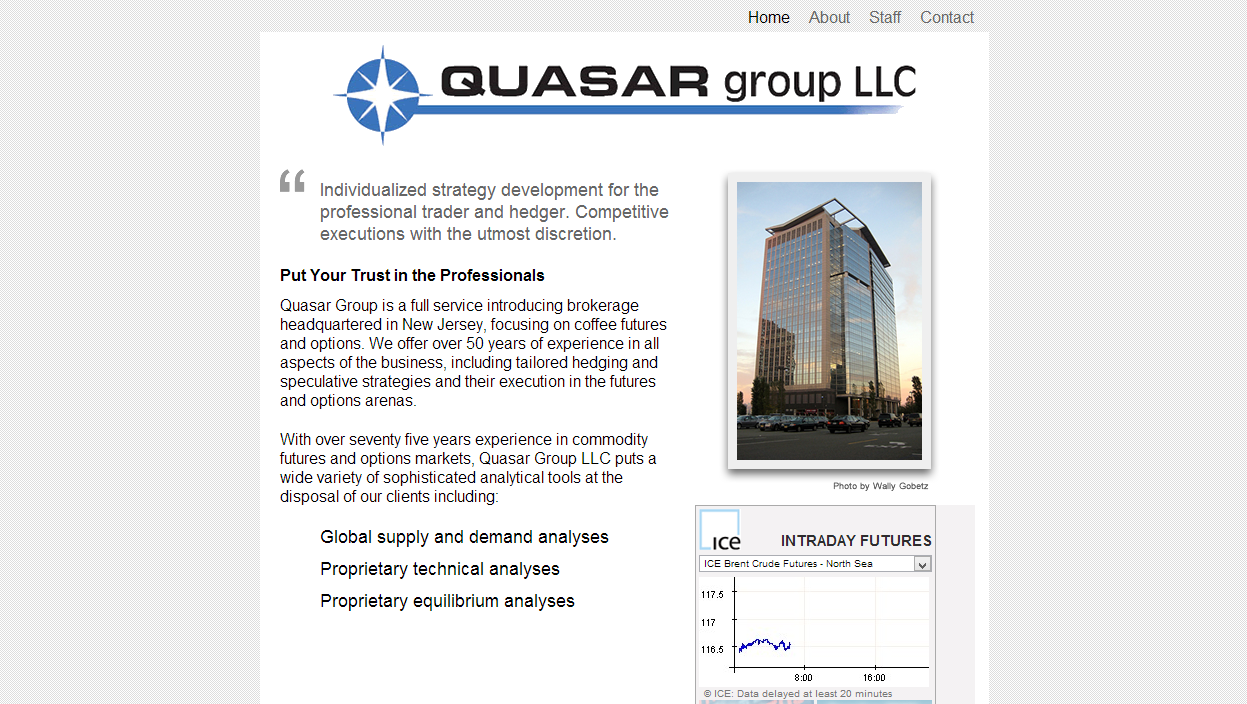 Home About Staff Contact
QUASAR group LLC
“ Individualized strategy development for the
professional trader and hedger. Competitive
executions with the utmost discretion.
Put Your Trust in the Professionals
Quasar Group is a full service introducing brokerage
headquartered in New Jersey, focusing on coffee futures
and options. We offer over 50 years of experience in all
aspects of the business, including tailored hedging and
speculative strategies and their execution in the futures
and options arenas.
With over seventy five years experience in commodity
futures and options markets, Quasar Group LLC puts a
wide variety of sophisticated analytical tools at the
disposal of our clients including:
Global supply and demand analyses
Proprietary technical analyses
Proprietary equilibrium analyses
Photo by Wally Gobetz
ice INTRADAY FUTURES
ICE Brent Crude Futures - North Sea
117.5
117
116.5
8:00 16:00
© ICE: Data delayed at least 20 minutes